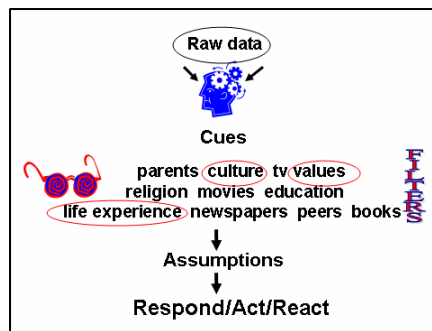 Raw data
Cues
parents culture tv values
religion movies education
life experience newspapers peers books
FILTERS
Assumptions
Respond/Act/React